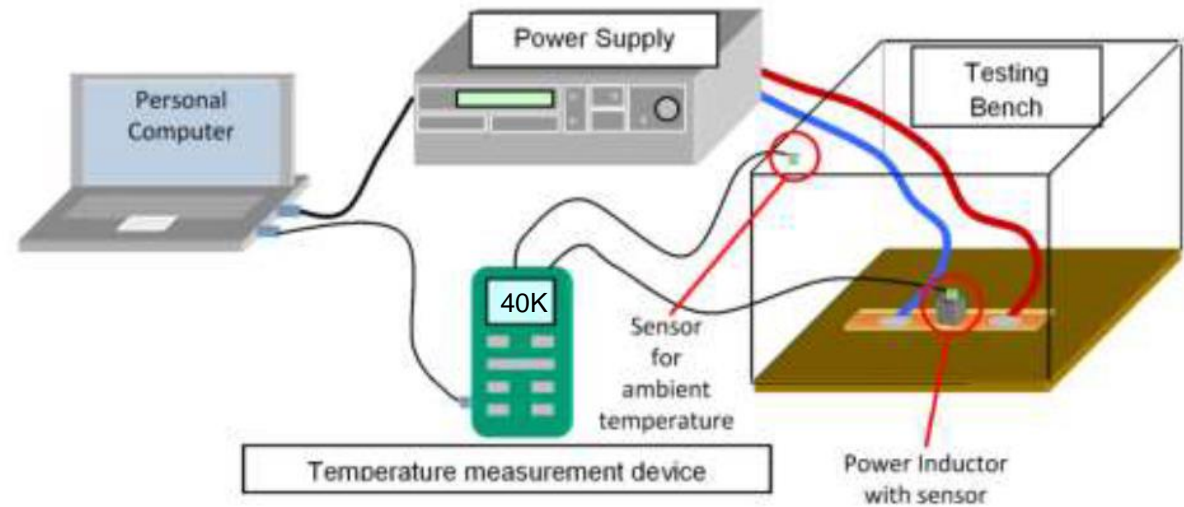 Power Supply
Personal
Computer
Testing
Bench
40K
Sensor
for
ambient
temperature
Temperature measurement device
Power Inductor
with sensor